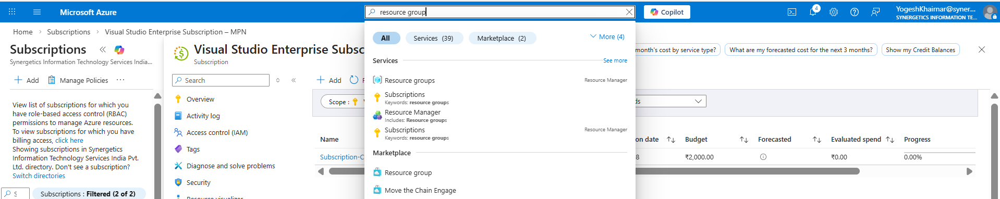 Microsoft Azure
resource group
Copilot
4
YogeshKhairnar@syner...
SYNERGETICS INFORMATION TE...
Home > Subscriptions > Visual Studio Enterprise Subscription – MPN
Subscriptions
Synergetics Information Technology Services India...
+ Add
Manage Policies
...
View list of subscriptions for which you
have role-based access control (RBAC)
permissions to manage Azure resources.
To view subscriptions for which you have
billing access, click here
Showing subscriptions in Synergetics
Information Technology Services India Pvt.
Ltd. directory. Don't see a subscription?
Switch directories
S
Subscriptions : Filtered (2 of 2)
Visual Studio Enterprise Subsc
Subscription
Search
Overview
Activity log
Access control (IAM)
Tags
Diagnose and solve problems
Security
Resource visualizer
+ Add
Scope :
Name
Subscription-C
All
Services (39)
Marketplace (2)
More (4)
Services
See more
Resource groups
Resource Manager
Subscriptions
Keywords: resource groups
Resource Manager
Includes: Resource groups
Subscriptions
Resource Manager
Keywords: resource groups
Marketplace
Resource group
Move the Chain Engage
month's cost by service type?
What are my forecasted cost for the next 3 months?
Show my Credit Balances
ds
on date
Budget
Forecasted
Evaluated spend
Progress
8
₹2,000.00
₹0.00
0.00%